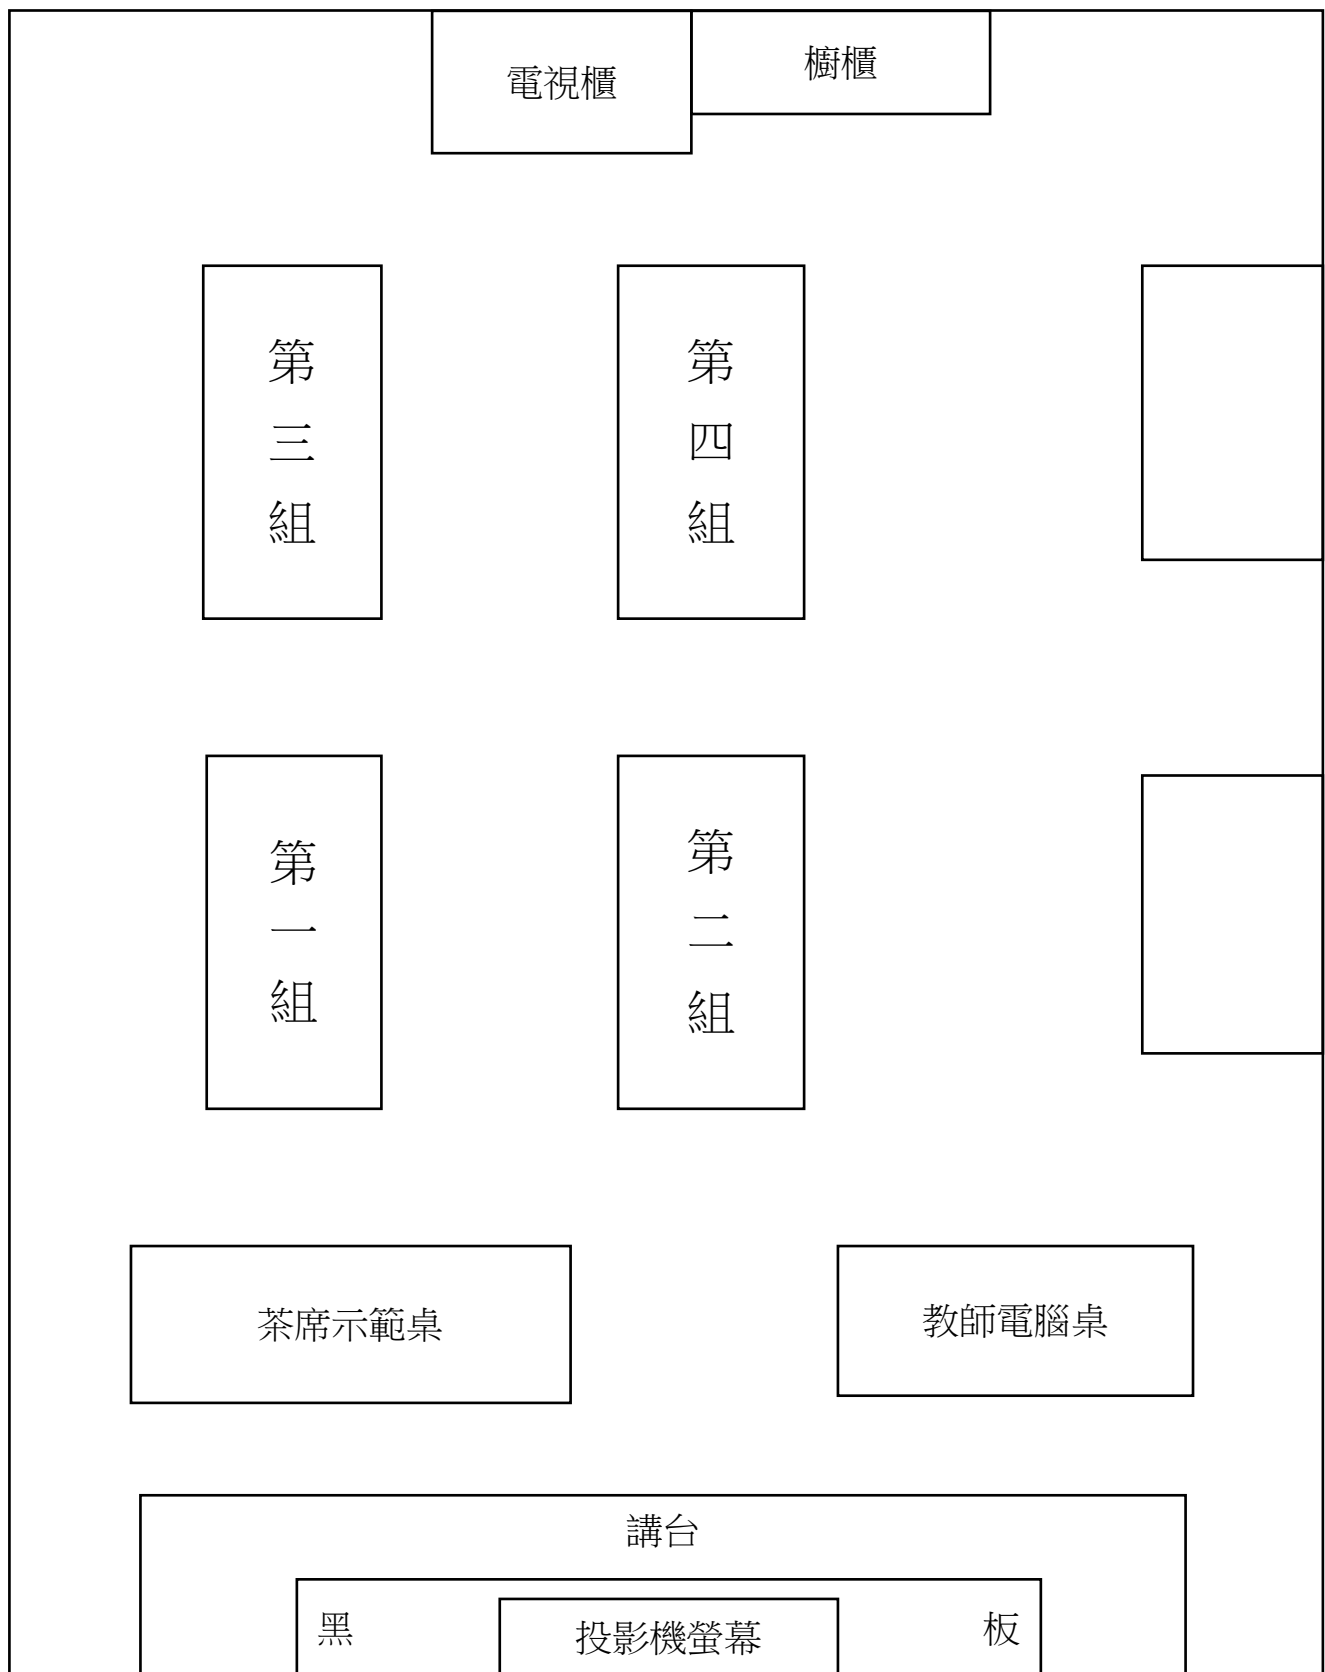 電視櫃
櫥櫃
第三組
第四組
第一組
第二組
茶席示範桌
教師電腦桌
講台
黑板
投影機螢幕